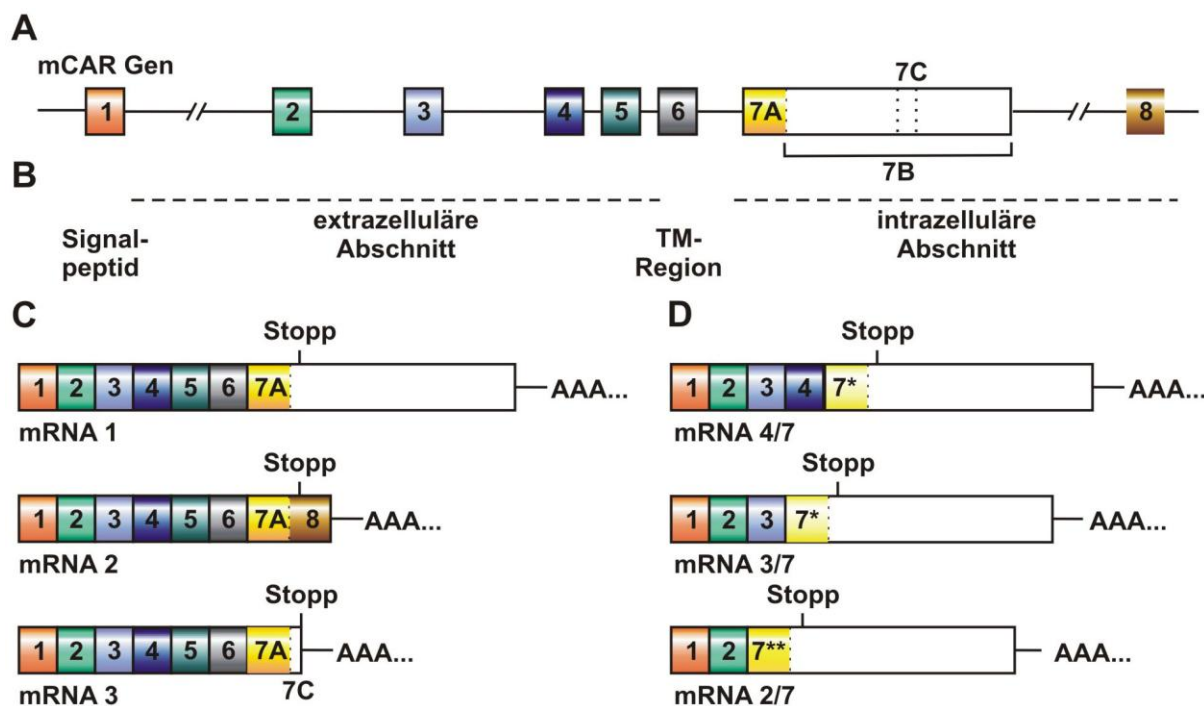 A
mCAR Gen
7C
1 // 2 3 4 5 6 7A // 8
7B
B
extrazelluläre
Abschnitt
intrazelluläre
Abschnitt
Signal-
peptid
TM-
Region
C
Stopp
1 2 3 4 5 6 7A AAA...
mRNA 1
Stopp
1 2 3 4 5 6 7A 8 AAA...
mRNA 2
Stopp
1 2 3 4 5 6 7A AAA...
7C
mRNA 3
D
Stopp
1 2 3 4 7* AAA...
mRNA 4/7
Stopp
1 2 3 7* AAA...
mRNA 3/7
Stopp
1 2 7** AAA...
mRNA 2/7